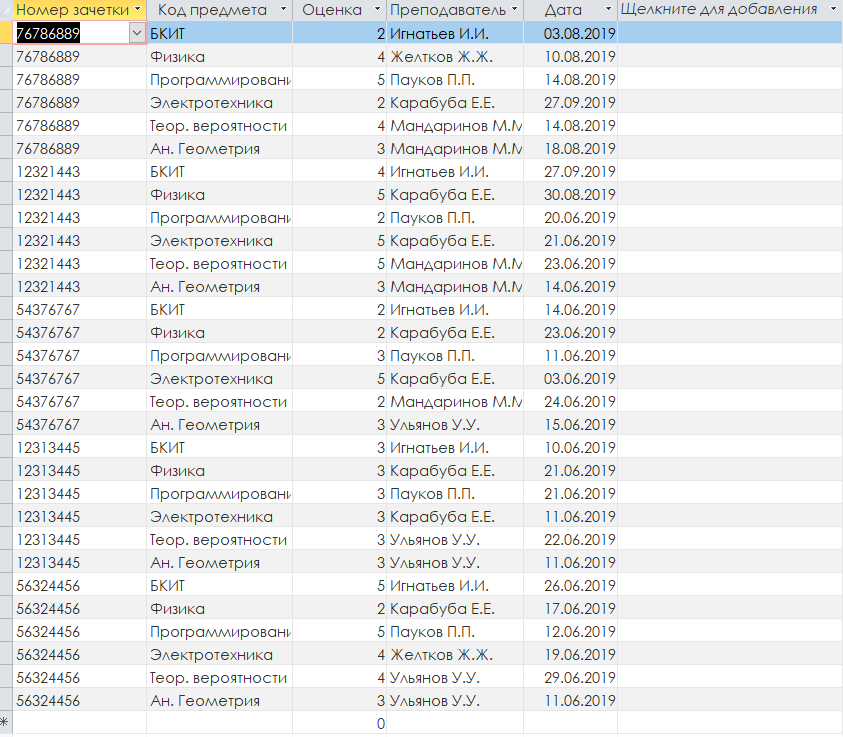 Номер зачетки Код предмета Оценка Преподаватель Дата Щелкните для добавления
76786889 БКИТ 2 Игнатьев И.И. 03.08.2019
76786889 Физика 4 Желтков Ж.Ж. 10.08.2019
76786889 Программировани 5 Пауков П.П. 14.08.2019
76786889 Электротехника 2 Карабуба Е.Е. 27.09.2019
76786889 Теор. вероятности 4 Мандаринов М.М 14.08.2019
76786889 Ан. Геометрия 3 Мандаринов М.М 18.08.2019
12321443 БКИТ 4 Игнатьев И.И. 27.09.2019
12321443 Физика 5 Карабуба Е.Е. 30.08.2019
12321443 Программировани 2 Пауков П.П. 20.06.2019
12321443 Электротехника 5 Карабуба Е.Е. 21.06.2019
12321443 Теор. вероятности 5 Мандаринов М.М 23.06.2019
12321443 Ан. Геометрия 3 Мандаринов М.М 14.06.2019
54376767 БКИТ 2 Игнатьев И.И. 14.06.2019
54376767 Физика 2 Карабуба Е.Е. 23.06.2019
54376767 Программировани 3 Пауков П.П. 11.06.2019
54376767 Электротехника 5 Карабуба Е.Е. 03.06.2019
54376767 Теор. вероятности 2 Мандаринов М.М 24.06.2019
54376767 Ан. Геометрия 3 Ульянов У.У. 15.06.2019
12313445 БКИТ 3 Игнатьев И.И. 10.06.2019
12313445 Физика 3 Карабуба Е.Е. 21.06.2019
12313445 Программировани 3 Пауков П.П. 21.06.2019
12313445 Электротехника 3 Карабуба Е.Е. 11.06.2019
12313445 Теор. вероятности 3 Ульянов У.У. 22.06.2019
12313445 Ан. Геометрия 3 Ульянов У.У. 11.06.2019
56324456 БКИТ 5 Игнатьев И.И. 26.06.2019
56324456 Физика 2 Карабуба Е.Е. 17.06.2019
56324456 Программировани 5 Пауков П.П. 12.06.2019
56324456 Электротехника 4 Желтков Ж.Ж. 19.06.2019
56324456 Теор. вероятности 4 Ульянов У.У. 29.06.2019
56324456 Ан. Геометрия 3 Ульянов У.У. 11.06.2019
* 0